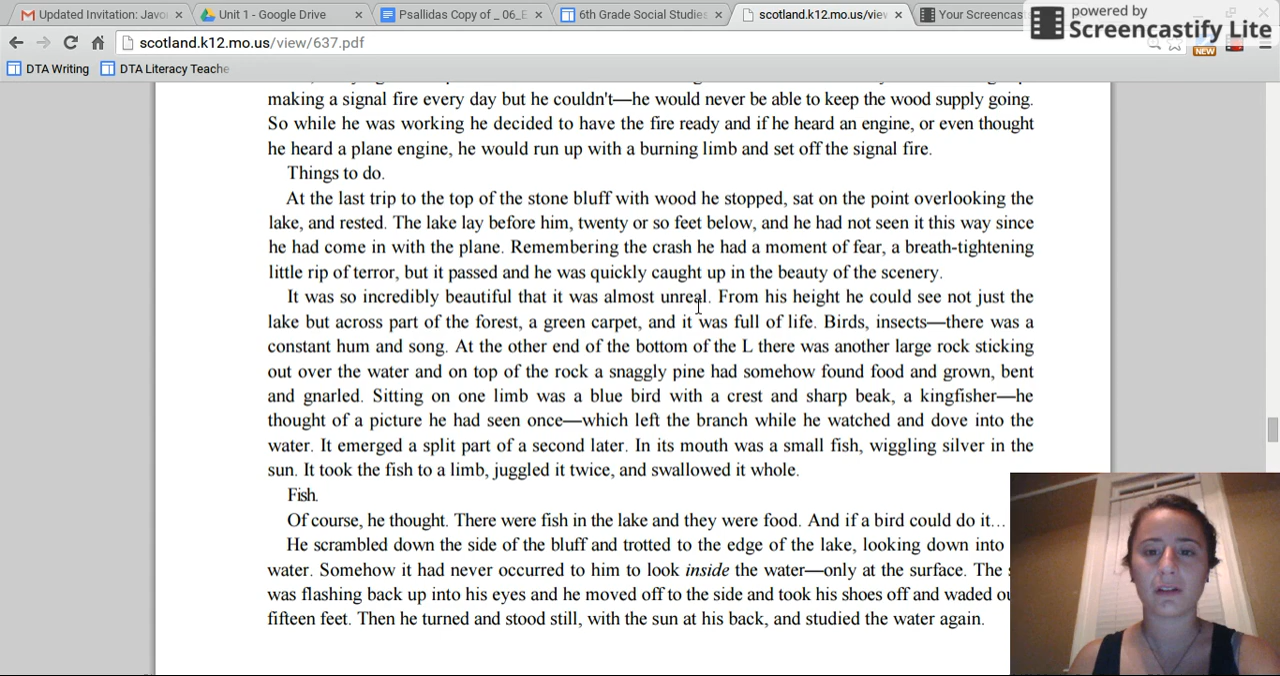 Updated Invitation: Javo
Unit 1 - Google Drive
Psallidas Copy of _ 06_E
6th Grade Social Studies
scotland.k12.mo.us/view
Your Screencas
powered by
Screencastify Lite
scotland.k12.mo.us/view/637.pdf
NEW
DTA Writing
DTA Literacy Teache
making a signal fire every day but he couldn't—he would never be able to keep the wood supply going.
So while he was working he decided to have the fire ready and if he heard an engine, or even thought
he heard a plane engine, he would run up with a burning limb and set off the signal fire.
Things to do.
At the last trip to the top of the stone bluff with wood he stopped, sat on the point overlooking the
lake, and rested. The lake lay before him, twenty or so feet below, and he had not seen it this way since
he had come in with the plane. Remembering the crash he had a moment of fear, a breath-tightening
little rip of terror, but it passed and he was quickly caught up in the beauty of the scenery.
It was so incredibly beautiful that it was almost unreal. From his height he could see not just the
lake but across part of the forest, a green carpet, and it was full of life. Birds, insects—there was a
constant hum and song. At the other end of the bottom of the L there was another large rock sticking
out over the water and on top of the rock a snaggly pine had somehow found food and grown, bent
and gnarled. Sitting on one limb was a blue bird with a crest and sharp beak, a kingfisher—he
thought of a picture he had seen once—which left the branch while he watched and dove into the
water. It emerged a split part of a second later. In its mouth was a small fish, wiggling silver in the
sun. It took the fish to a limb, juggled it twice, and swallowed it whole.
Fish.
Of course, he thought. There were fish in the lake and they were food. And if a bird could do it...
He scrambled down the side of the bluff and trotted to the edge of the lake, looking down into
water. Somehow it had never occurred to him to look inside the water—only at the surface. The
was flashing back up into his eyes and he moved off to the side and took his shoes off and waded
fifteen feet. Then he turned and stood still, with the sun at his back, and studied the water again.